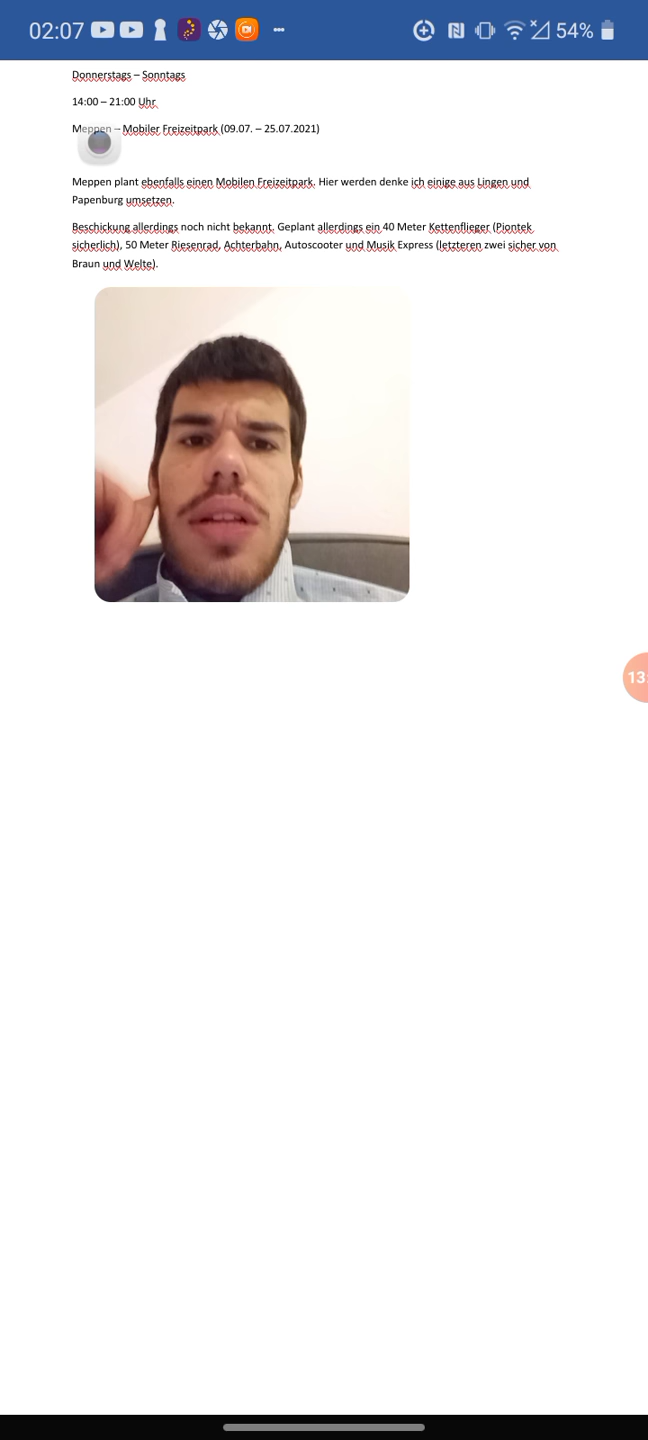 02:07
54%
Donnerstags – Sonntags
14:00 – 21:00 Uhr
Meppen – Mobiler Freizeitpark (09.07. – 25.07.2021)
Meppen plant ebenfalls einen Mobilen Freizeitpark. Hier werden denke ich einige aus Lingen und
Papenburg umsetzen.
Beschickung allerdings noch nicht bekannt. Geplant allerdings ein 40 Meter Kettenflieger (Piontek
sicherlich), 50 Meter Riesenrad, Achterbahn, Autoscooter und Musik Express (letzteren zwei sicher von
Braun und Welte).
13: